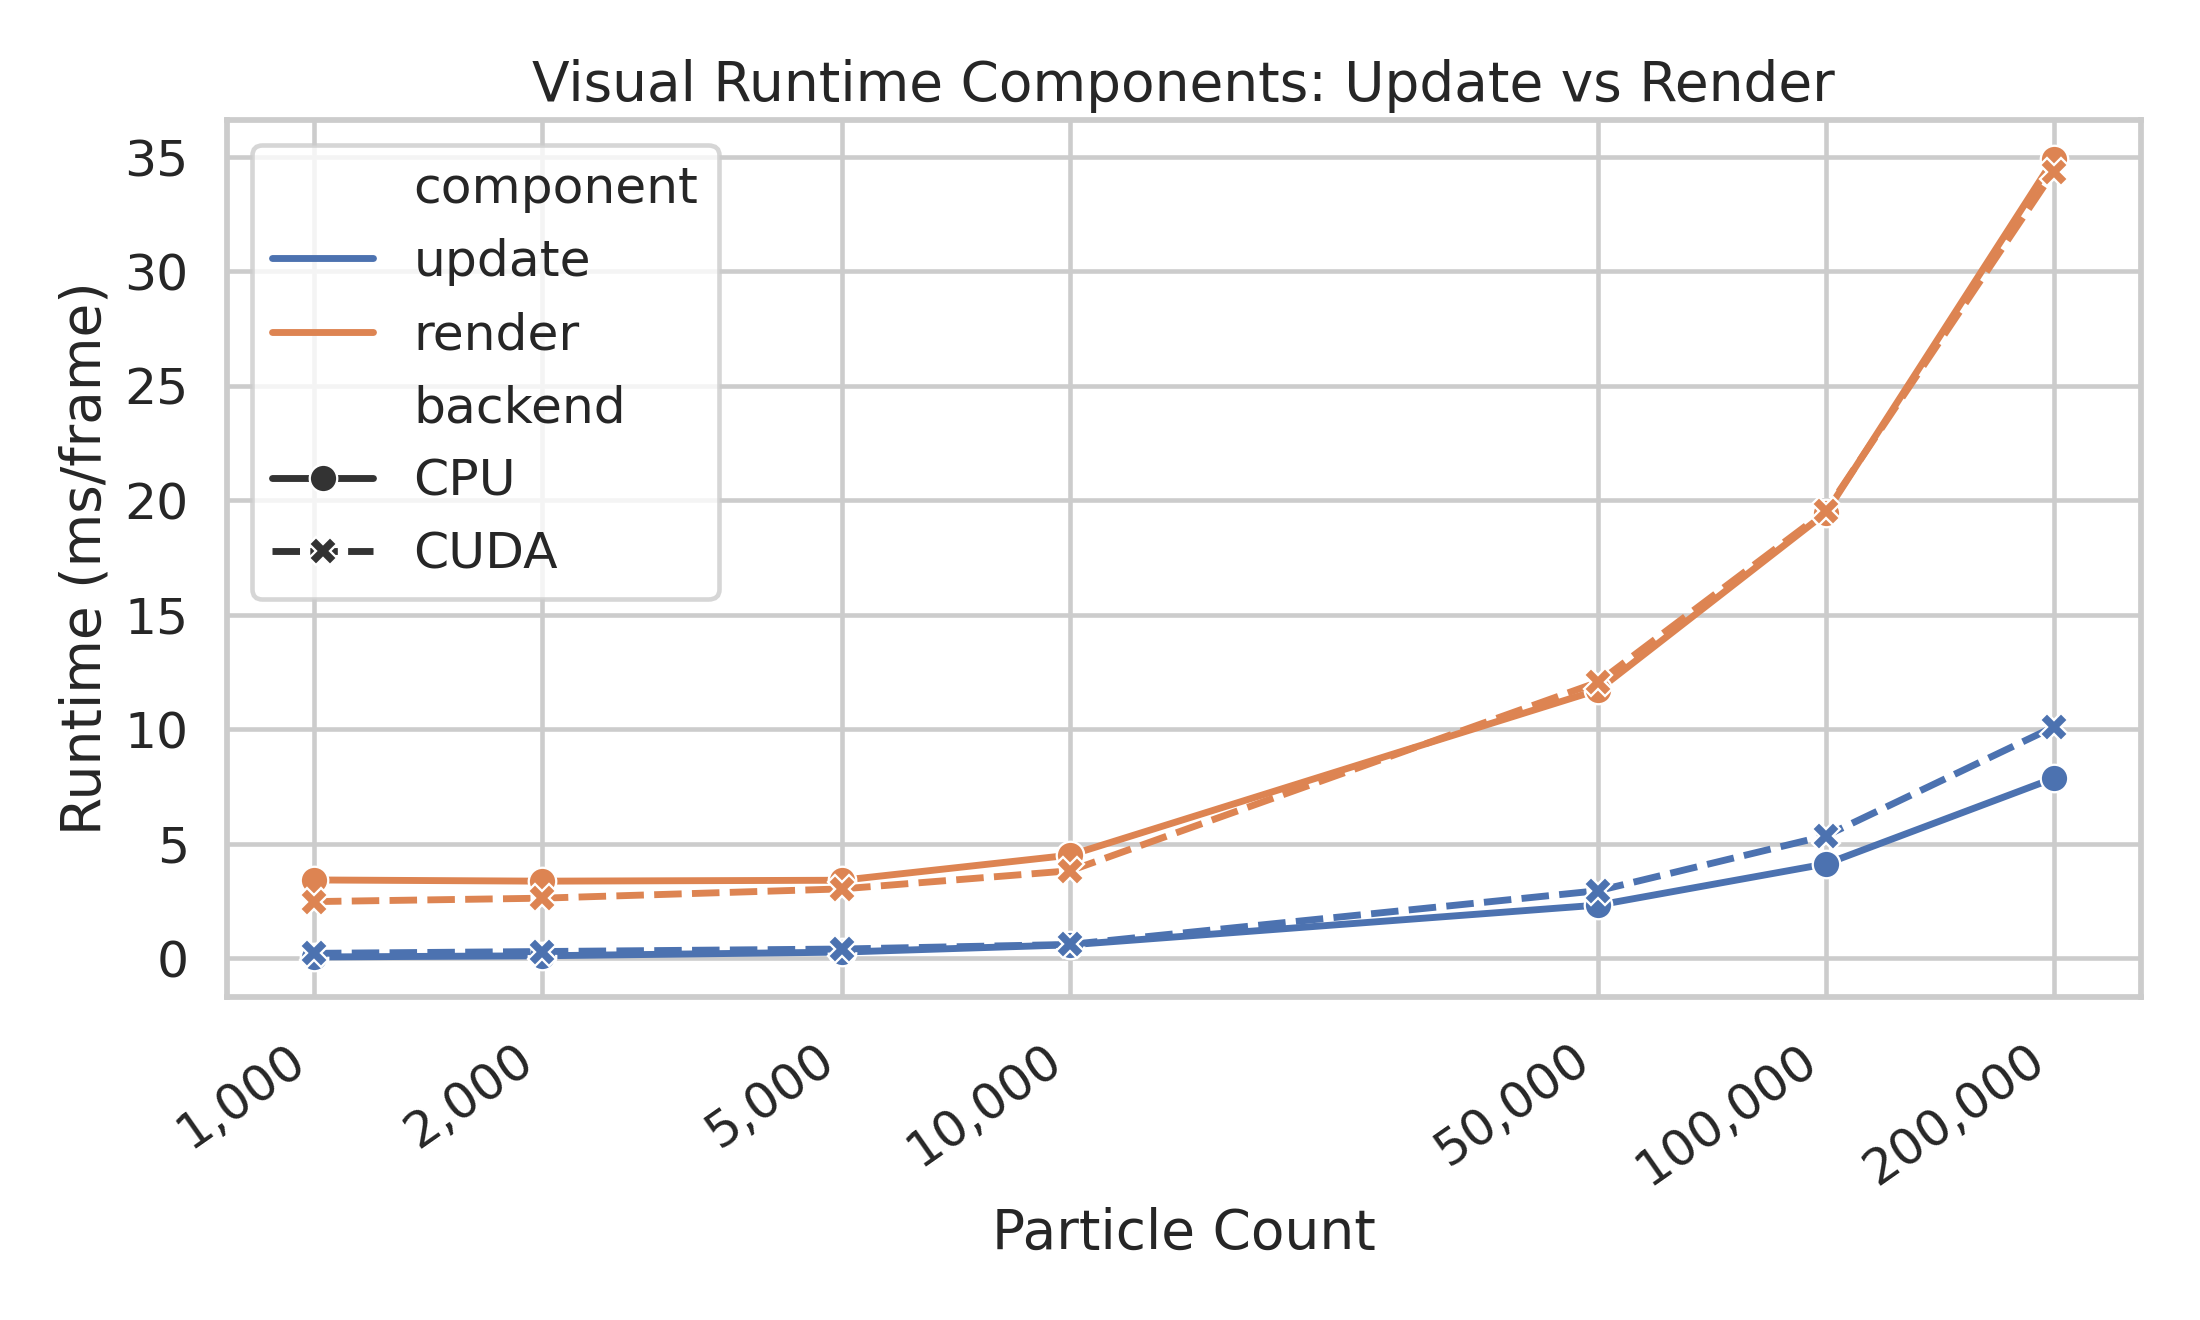 Visual Runtime Components: Update vs Render
Runtime (ms/frame)
35
30
25
20
15
10
5
0
component
update
render
backend
CPU
CUDA
1,000
2,000
5,000
10,000
50,000
100,000
200,000
Particle Count